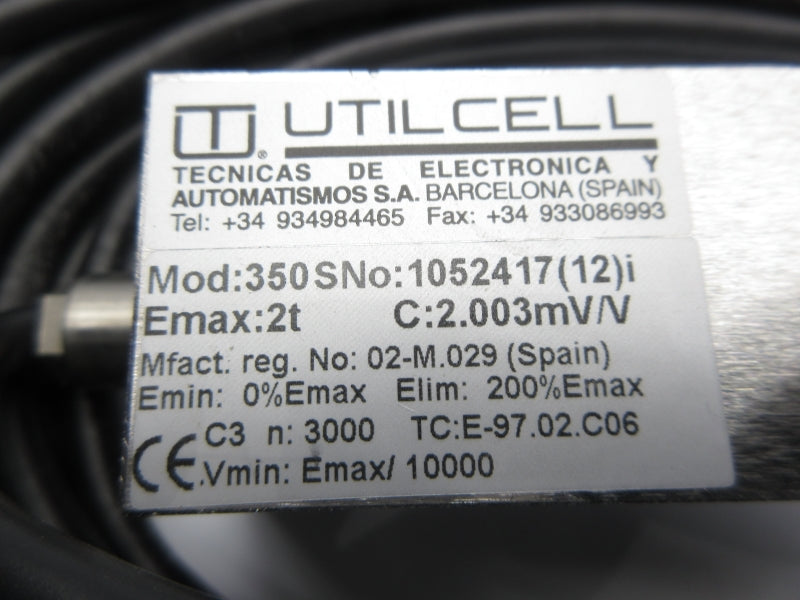 UTILCELL
TECNICAS DE ELECTRONICA Y
AUTOMATISMOS S.A. BARCELONA (SPAIN)
Tel: +34 934984465 Fax: +34 933086993
Mod:350 SNo:1052417(12)i
Emax:2t C:2.003mV/V
Mfact. reg. No: 02-M.029 (Spain)
Emin: 0%Emax Elim: 200%Emax
C3 n: 3000 TC:E-97.02.C06
CE.Vmin: Emax/ 10000